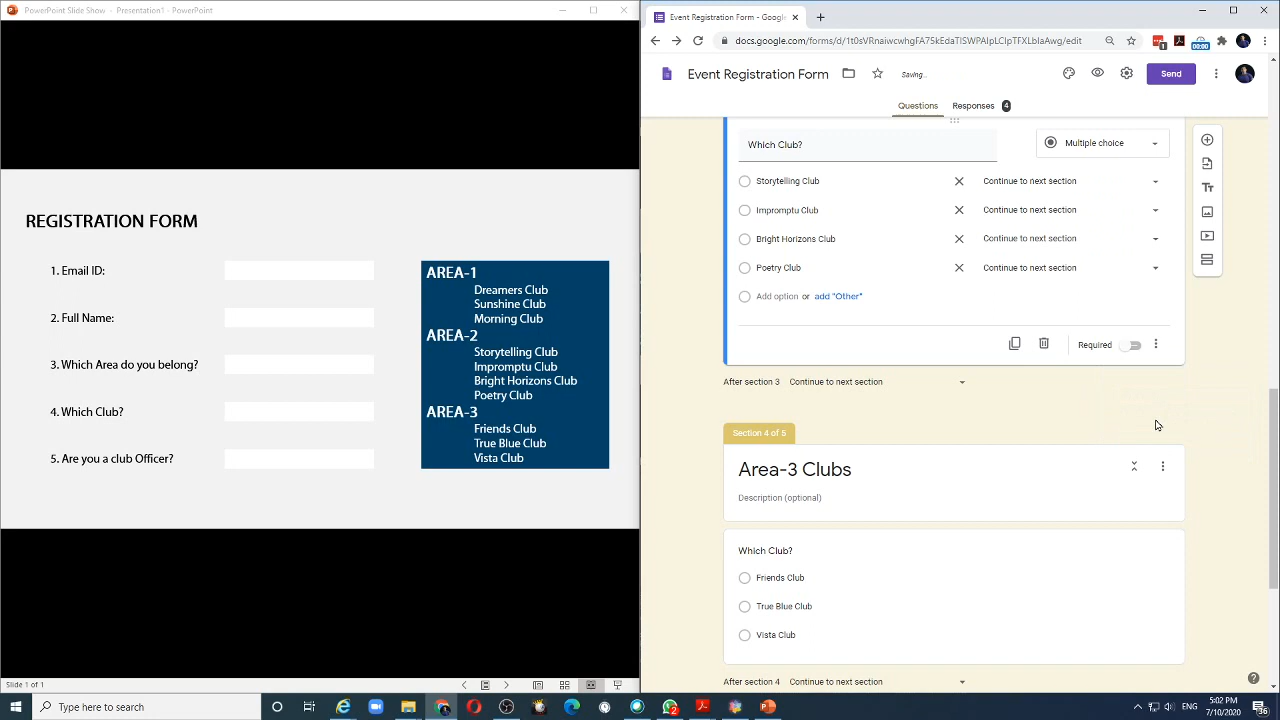 PowerPoint Slide Show - Presentation1 - PowerPoint
REGISTRATION FORM
1. Email ID:
2. Full Name:
3. Which Area do you belong?
4. Which Club?
5. Are you a club Officer?
AREA-1
Dreamers Club
Sunshine Club
Morning Club
AREA-2
Storytelling Club
Impromptu Club
Bright Horizons Club
Poetry Club
AREA-3
Friends Club
True Blue Club
Vista Club
Slide 1 of 1
Event Registration Form - Google
docs.google.com/forms/d/1t0sVRnaiwcwhgFA75kEdaTISWPAIpLCIpTFXLbIaAwg/edit
1
00:00
Event Registration Form
Saving...
Send
Questions
Responses 4
Which Club?
Multiple choice
Storytelling Club Continue to next section
Impromptu Club Continue to next section
Bright Horizons Club Continue to next section
Poetry Club Continue to next section
Add option or add "Other"
Required
After section 3 Continue to next section
Section 4 of 5
Area-3 Clubs
Description (optional)
Which Club?
Friends Club
True Blue Club
Vista Club
After section 4 Continue to next section
Type here to search
2
5:02 PM
7/10/2020
36